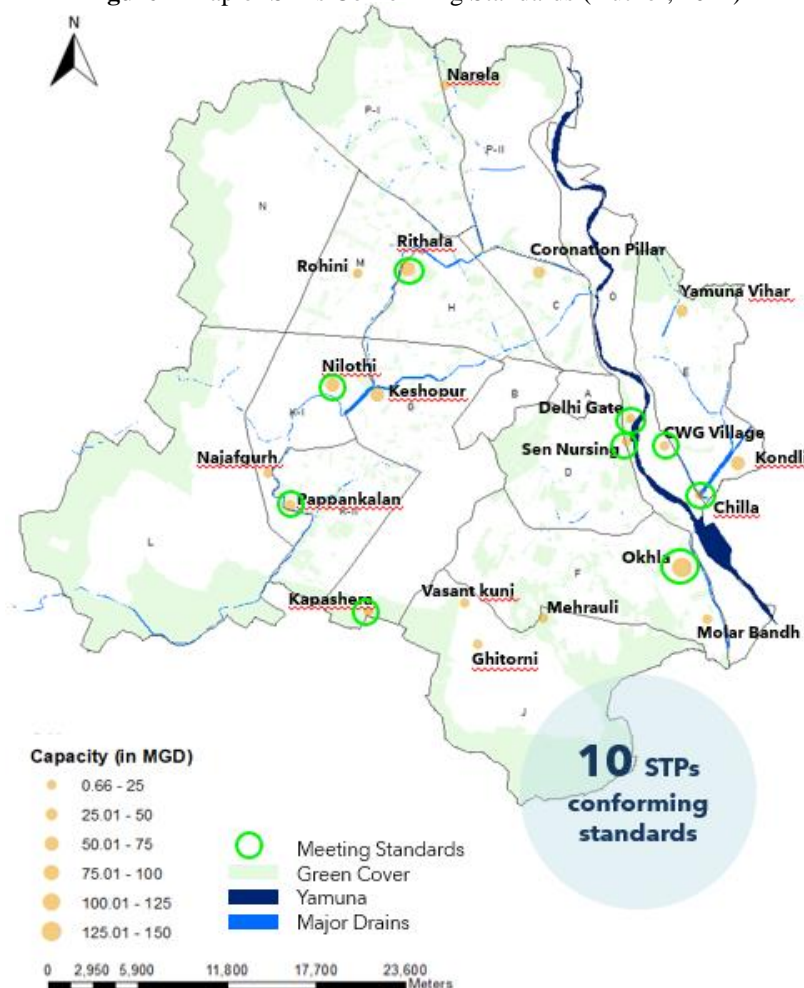 N
Narela
P-I
P-II
N
Rithala
Coronation Pillar
Rohini
M
Yamuna Vihar
H
C
O
Nilothi
E
Keshopur
B
A
Delhi Gate
K-I
G
CWG Village
Sen Nursing
Najafgurh
Kondli
D
Pappankalan
K-II
Chilla
L
Okhla
F
Kapashera
Vasant kunj
Mehrauli
Molar Bandh
Ghitorni
J
10 STPs
conforming
standards
Capacity (in MGD)
0.66 - 25
25.01 - 50
50.01 - 75
75.01 - 100
100.01 - 125
125.01 - 150
Meeting Standards
Green Cover
Yamuna
Major Drains
0 2,950 5,900 11,800 17,700 23,600
Meters